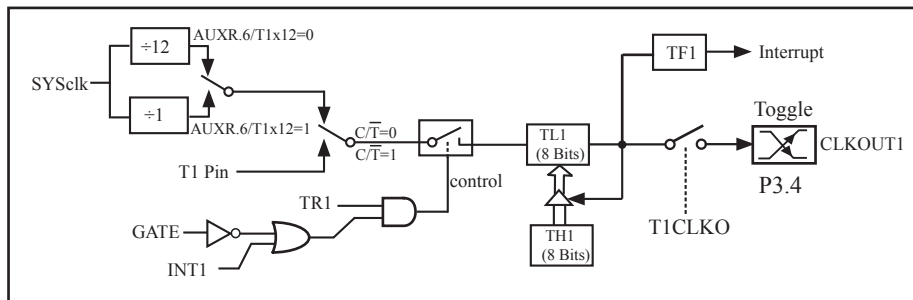 AUXR.6/T1x12=0
÷12
SYSclk
÷1
AUXR.6/T1x12=1
C/T̅=0
C/T̅=1
T1 Pin
control
TR1
GATE
INT1
TL1
(8 Bits)
TH1
(8 Bits)
TF1
Interrupt
Toggle
CLKOUT1
P3.4
T1CLKO